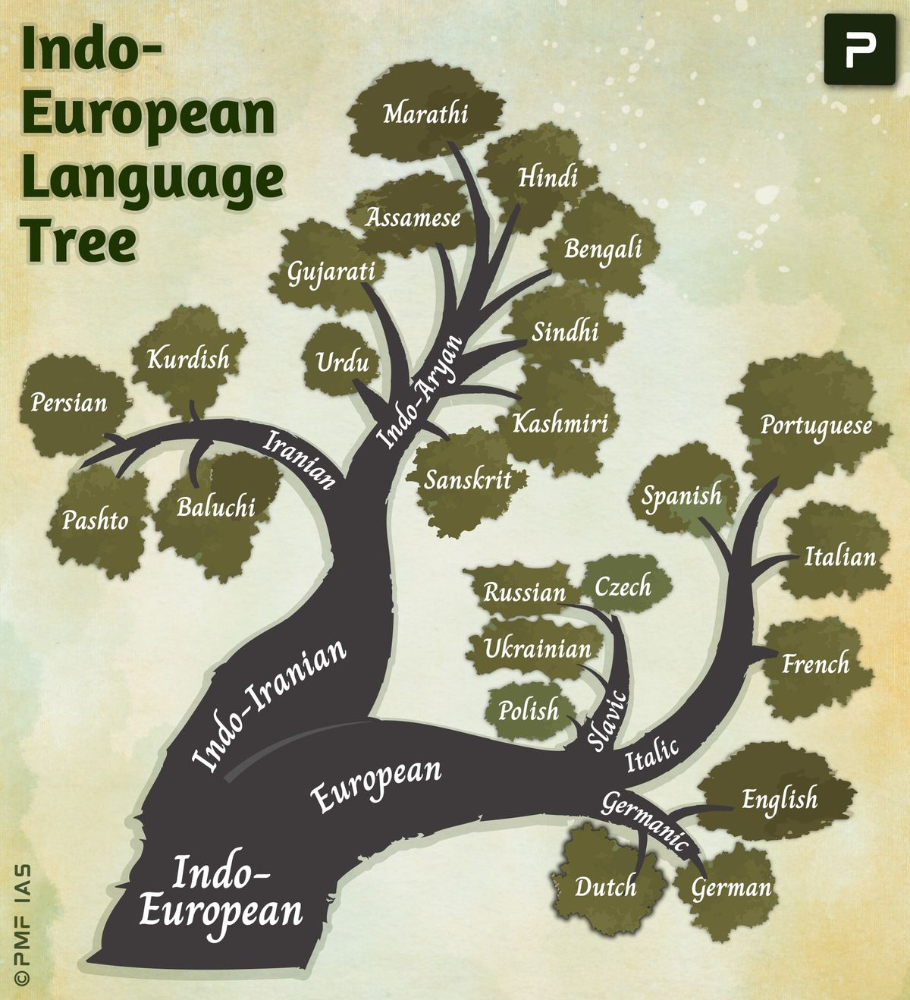 Indo-
European
Language
Tree
P
Marathi
Hindi
Assamese
Bengali
Gujarati
Sindhi
Urdu
Kurdish
Persian
Kashmiri
Indo-Aryan
Iranian
Sanskrit
Pashto
Baluchi
Portuguese
Spanish
Italian
Russian
Czech
Ukrainian
French
Polish
Slavic
Italic
Indo-Iranian
European
Germanic
English
Dutch
German
Indo-
European
©PMF IAS